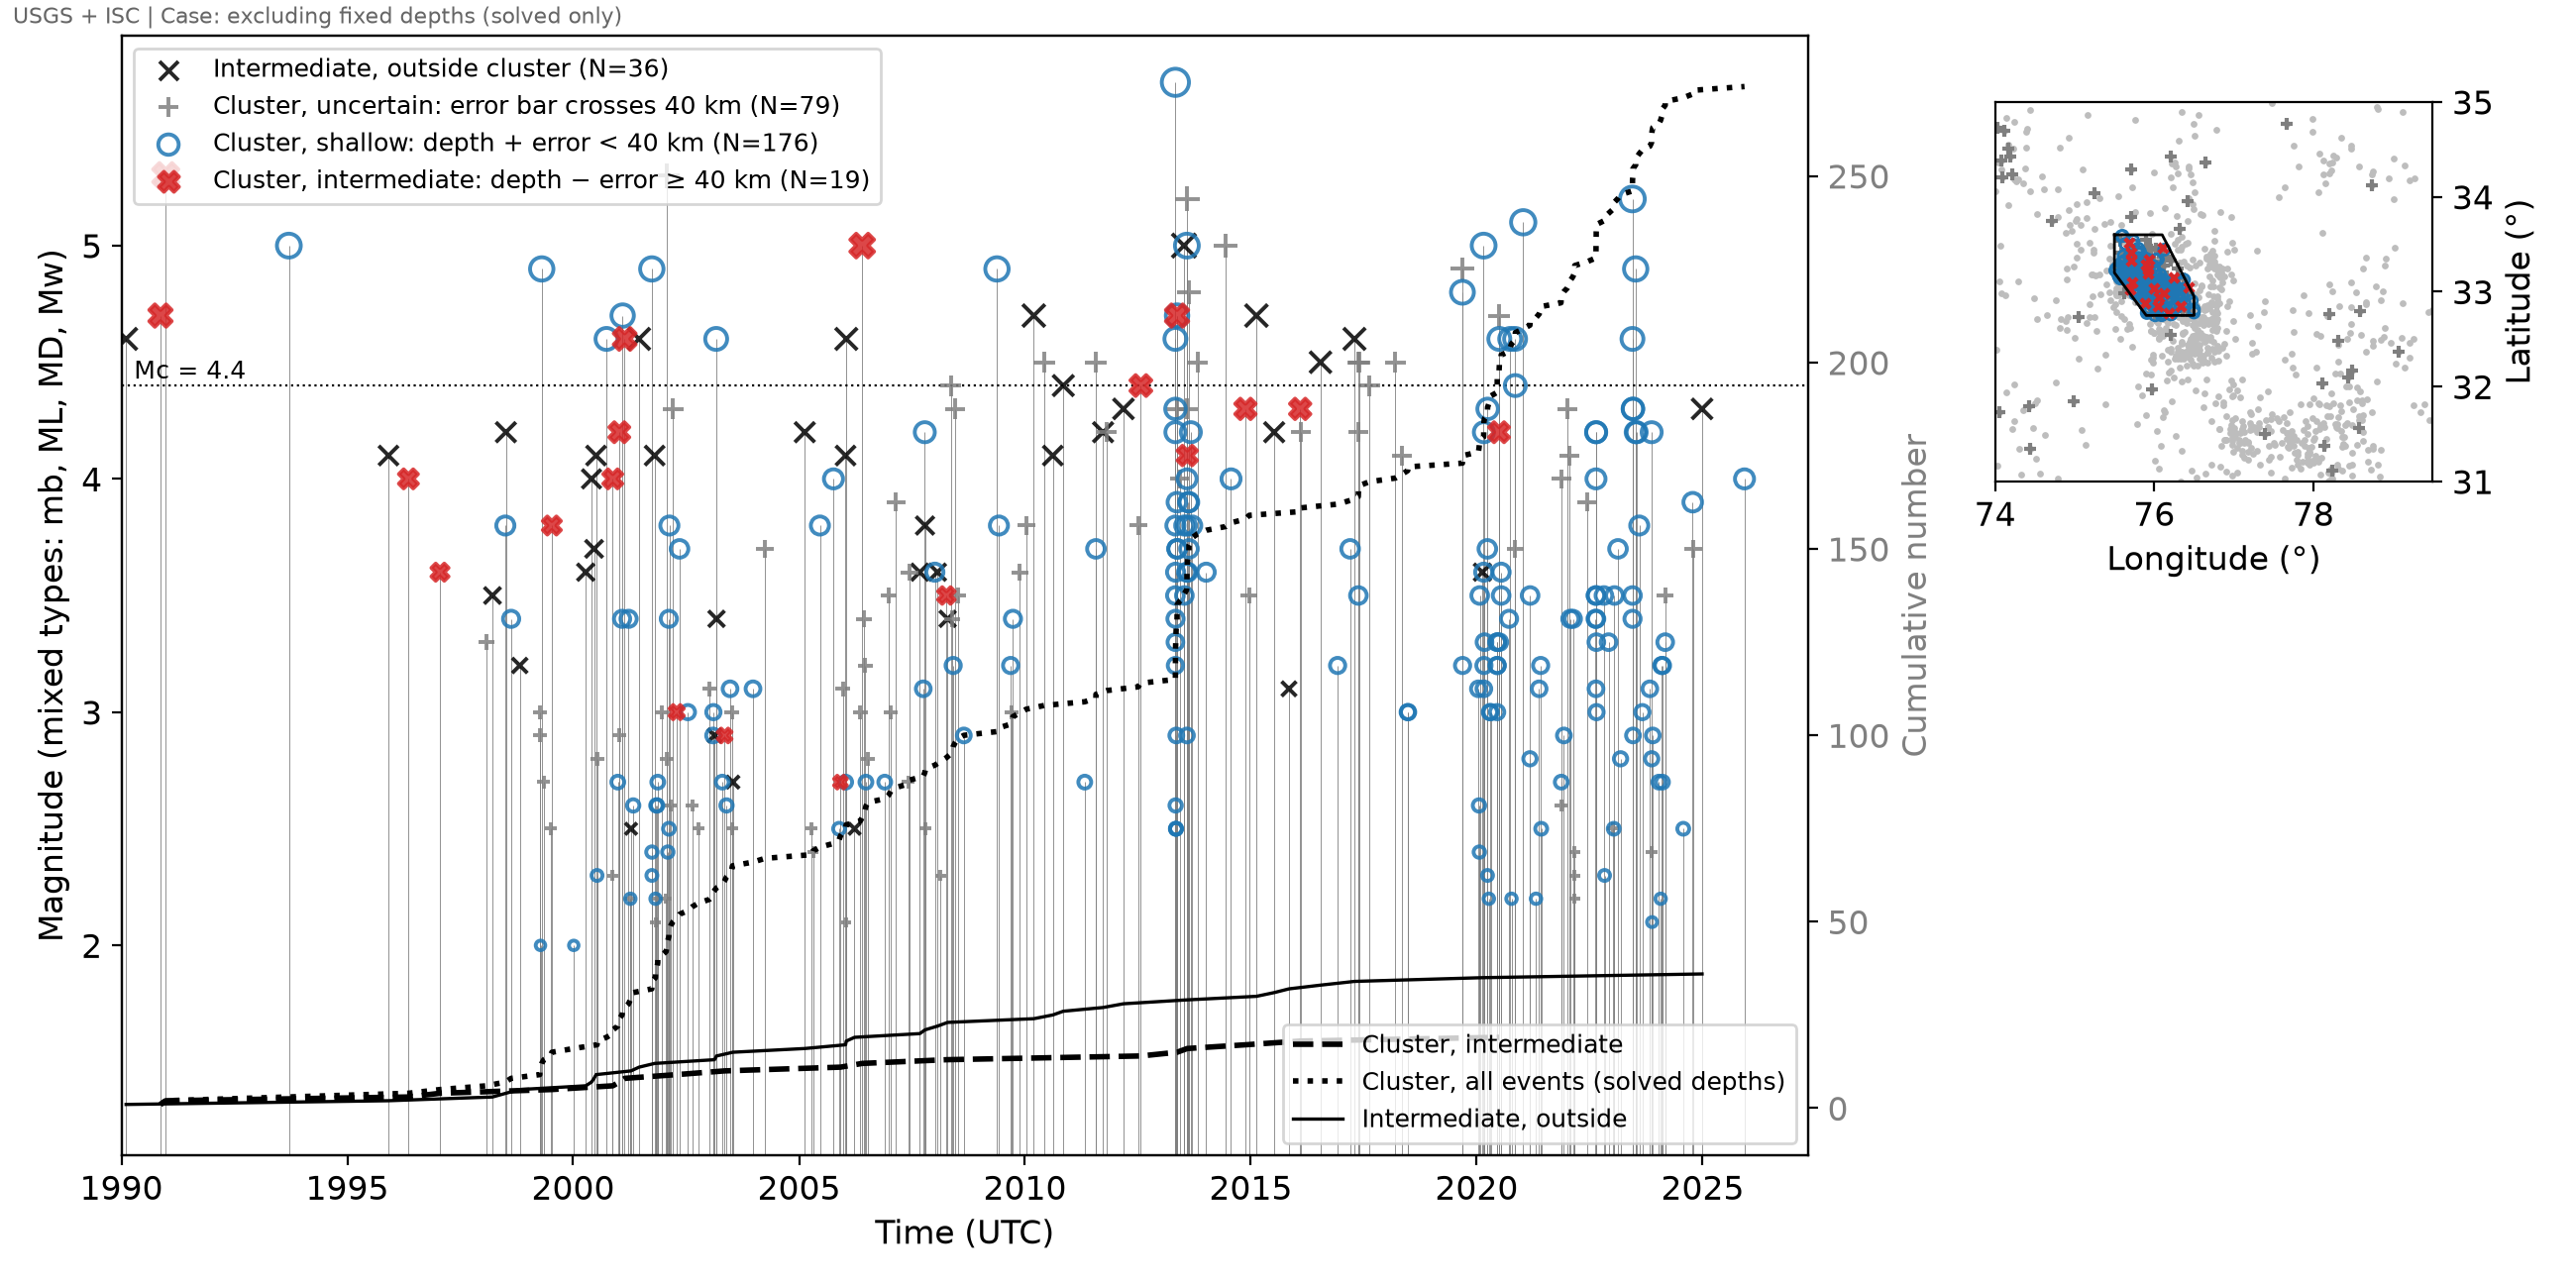 USGS + ISC | Case: excluding fixed depths (solved only)
Intermediate, outside cluster (N=36)
Cluster, uncertain: error bar crosses 40 km (N=79)
Cluster, shallow: depth + error < 40 km (N=176)
Cluster, intermediate: depth − error ≥ 40 km (N=19)
Mc = 4.4
Magnitude (mixed types: mb, ML, MD, Mw)
5
4
3
2
250
200
150
100
50
0
Cumulative number
Cluster, intermediate
Cluster, all events (solved depths)
Intermediate, outside
1990 1995 2000 2005 2010 2015 2020 2025
Time (UTC)
35
34
33
32
31
Latitude (°)
74 76 78
Longitude (°)